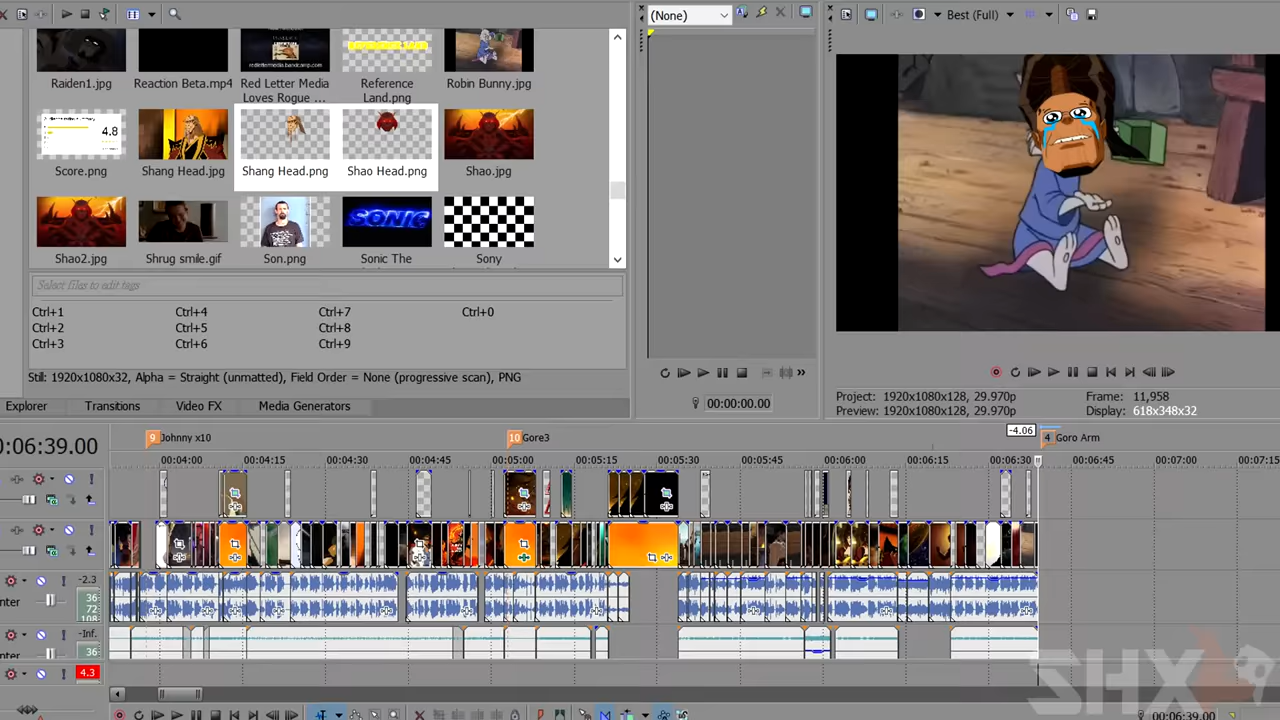 (None)
Best (Full)
Raiden1.jpg
Reaction Beta.mp4
Red Letter Media
Loves Rogue ...
Reference
Land.png
Robin Bunny.jpg
redlettermedia.bandcamp.com
4.8
Score.png
Shang Head.jpg
Shang Head.png
Shao Head.png
Shao.jpg
SONIC
Shao2.jpg
Shrug smile.gif
Son.png
Sonic The
Sony
Select files to edit tags
Ctrl+1
Ctrl+4
Ctrl+7
Ctrl+0
Ctrl+2
Ctrl+5
Ctrl+8
Ctrl+3
Ctrl+6
Ctrl+9
Still: 1920x1080x32, Alpha = Straight (unmatted), Field Order = None (progressive scan), PNG
Explorer
Transitions
Video FX
Media Generators
00:00:00.00
Project: 1920x1080x128, 29.970p
Frame: 11,958
Preview: 1920x1080x128, 29.970p
Display: 618x348x32
00:06:39.00
9 Johnny x10
10 Gore3
-4.06
4 Goro Arm
00:04:00
00:04:15
00:04:30
00:04:45
00:05:00
00:05:15
00:05:30
00:05:45
00:06:00
00:06:15
00:06:30
00:06:45
00:07:00
00:07:15
-2.3
36
72
108
nter
-Inf.
36
nter
4.3
SHX
00:06:39.00